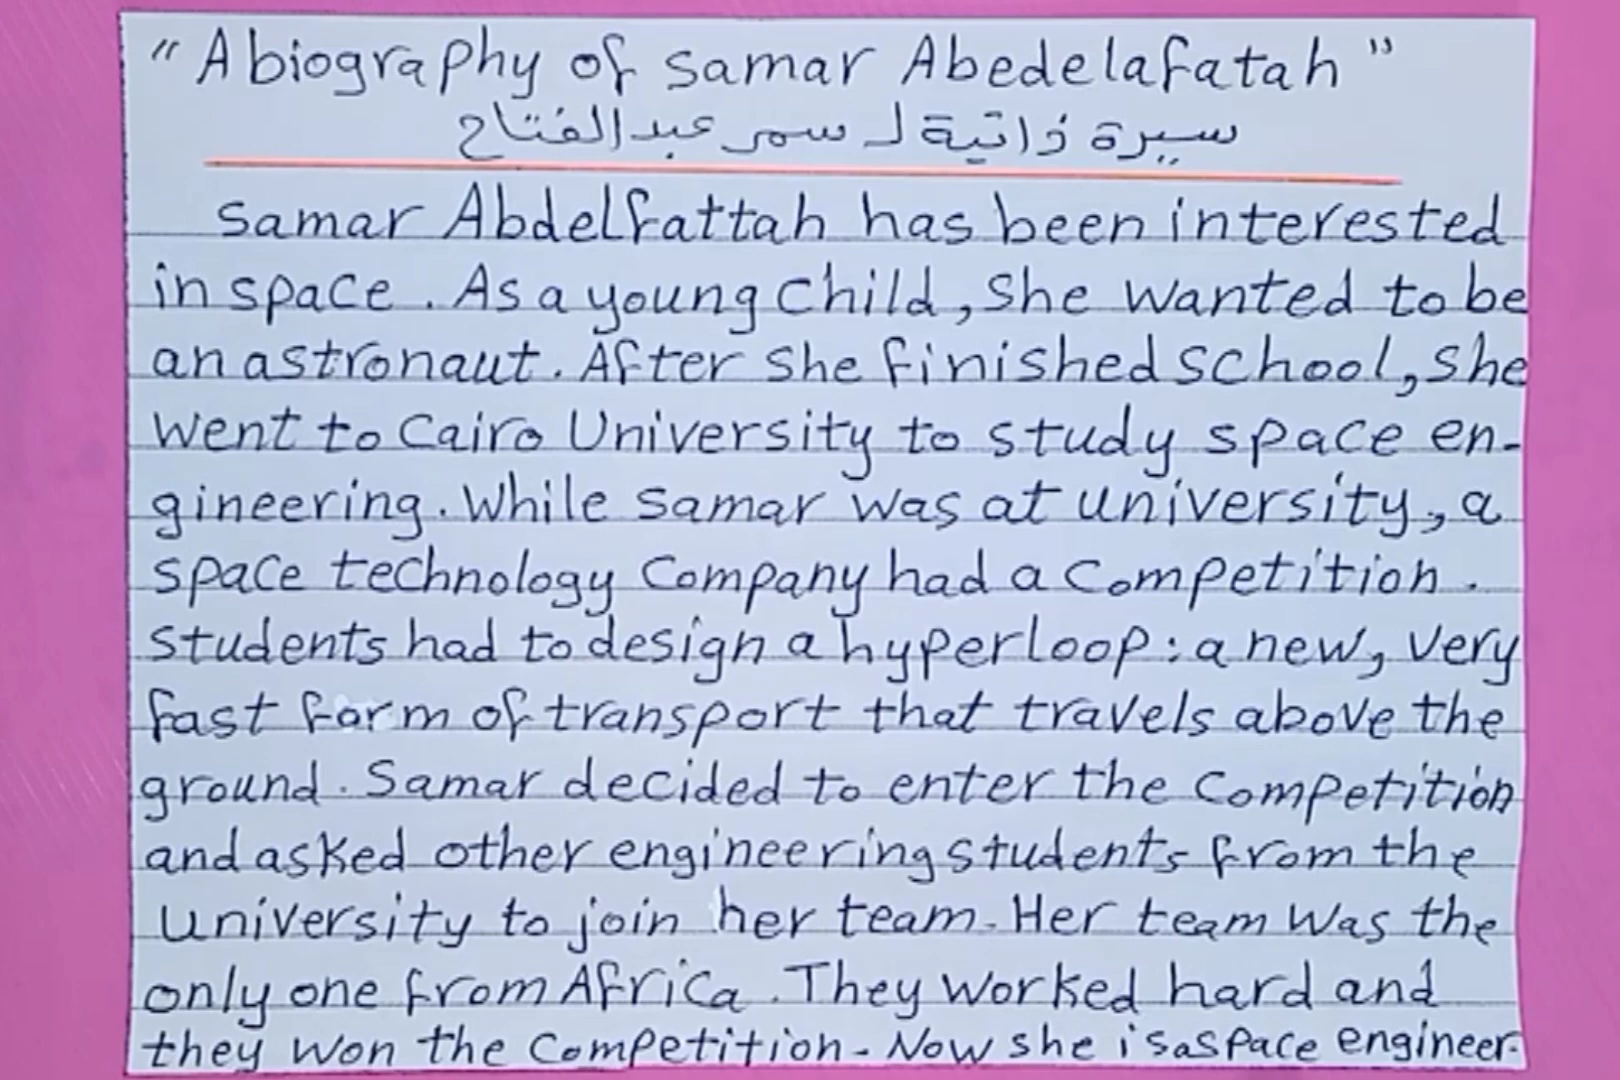 "A biography of samar Abedelafatah"
سيرة ذاتية لـ سمر عبدالفتاح
samar Abdelfattah has been interested
in space. As a young child, she wanted to be
an astronaut. After she finished school, she
went to Cairo University to study space en-
gineering. While samar was at university, a
space technology company had a competition.
students had to design a hyperloop: a new, very
fast form of transport that travels above the
ground. Samar decided to enter the competition
and asked other engineering students from the
university to join her team. Her team was the
only one from Africa. They worked hard and
they won the competition. Now she is a space engineer.